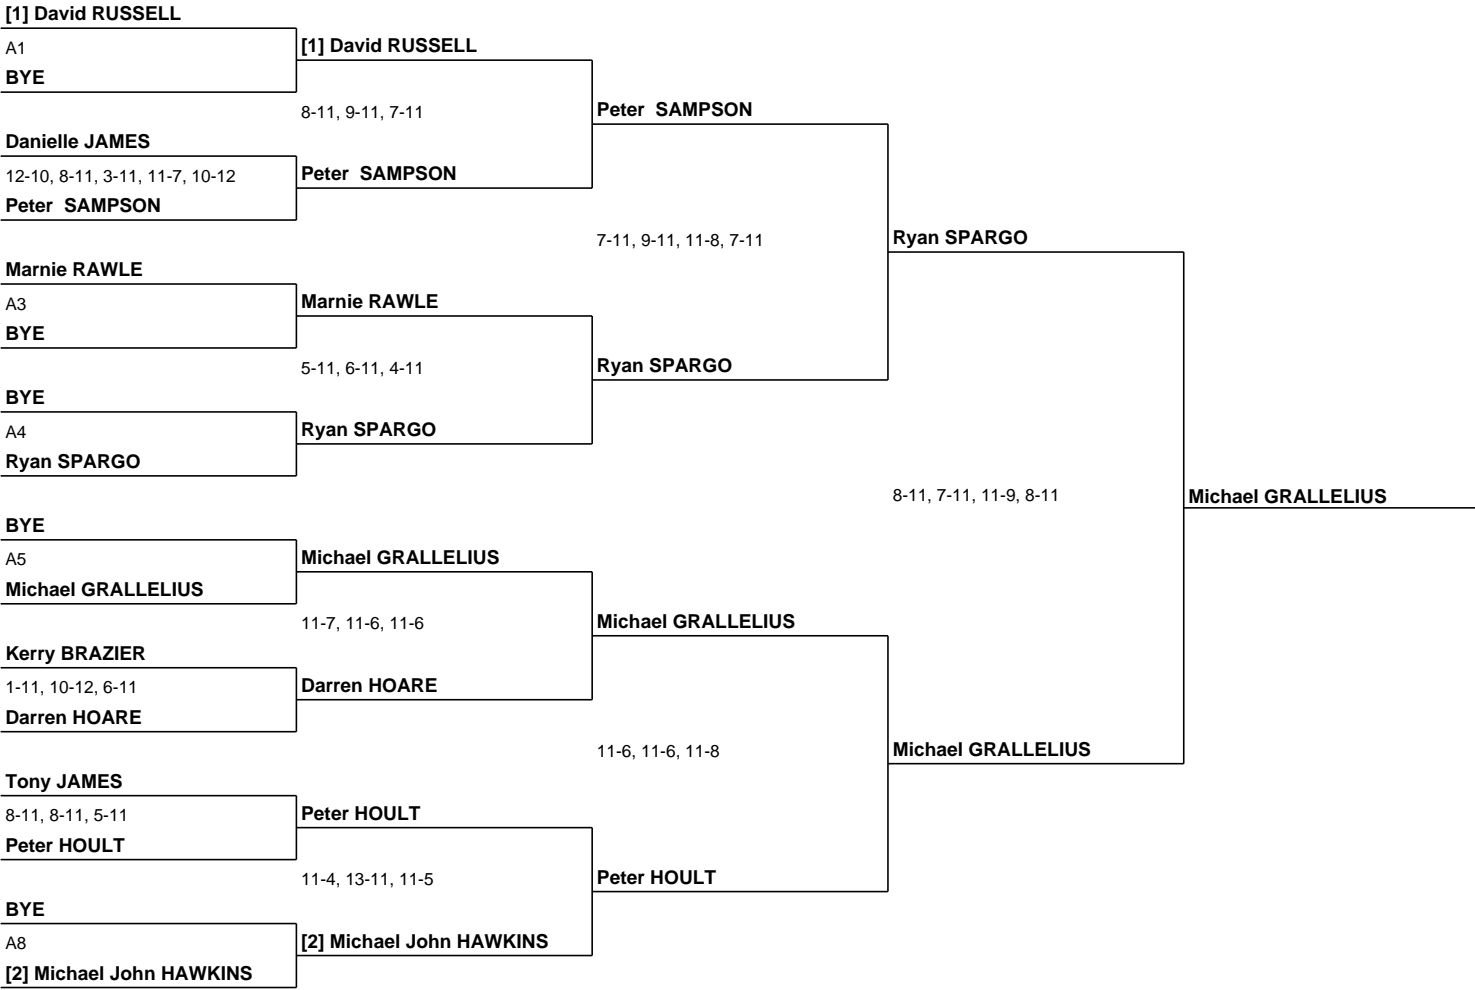 [1] David RUSSELL
A1
BYE
Danielle JAMES
12-10, 8-11, 3-11, 11-7, 10-12
Peter  SAMPSON
Marnie RAWLE
A3
BYE
BYE
A4
Ryan SPARGO
BYE
A5
Michael GRALLELIUS
Kerry BRAZIER
1-11, 10-12, 6-11
Darren HOARE
Tony JAMES
8-11, 8-11, 5-11
Peter HOULT
BYE
A8
[2] Michael John HAWKINS
[1] David RUSSELL
8-11, 9-11, 7-11
Peter  SAMPSON
Marnie RAWLE
5-11, 6-11, 4-11
Ryan SPARGO
Michael GRALLELIUS
11-7, 11-6, 11-6
Darren HOARE
Peter HOULT
11-4, 13-11, 11-5
[2] Michael John HAWKINS
Peter  SAMPSON
7-11, 9-11, 11-8, 7-11
Ryan SPARGO
Michael GRALLELIUS
11-6, 11-6, 11-8
Peter HOULT
Ryan SPARGO
8-11, 7-11, 11-9, 8-11
Michael GRALLELIUS
Michael GRALLELIUS